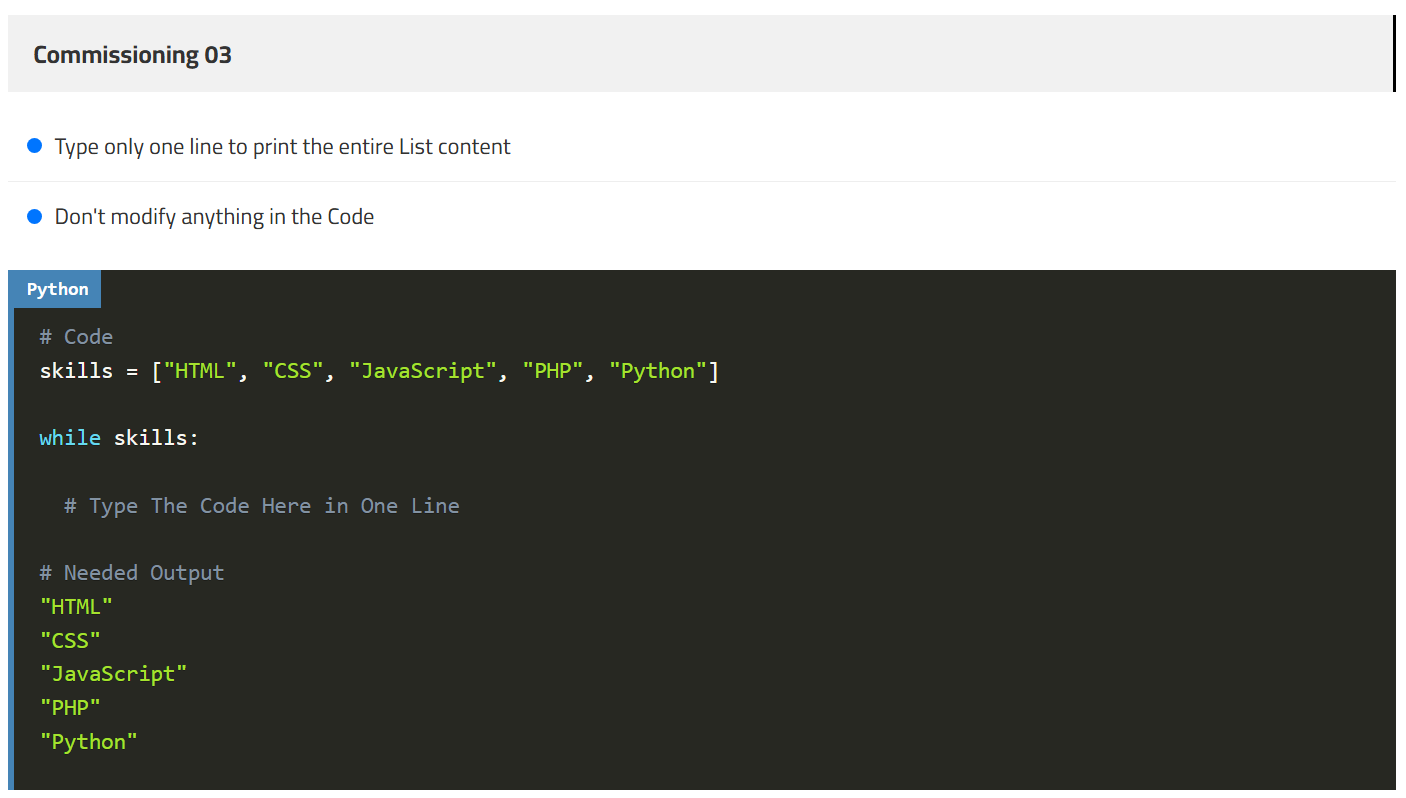 Commissioning 03
Type only one line to print the entire List content
Don't modify anything in the Code
Python
# Code
skills = ["HTML", "CSS", "JavaScript", "PHP", "Python"]
while skills:
# Type The Code Here in One Line
# Needed Output
"HTML"
"CSS"
"JavaScript"
"PHP"
"Python"